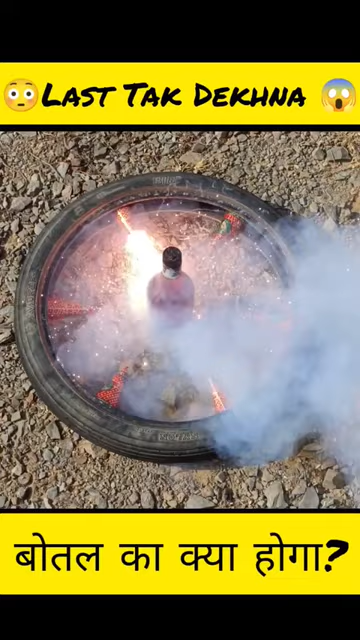 😳Last Tak Dekhna 😱
बोतल का क्या होगा?